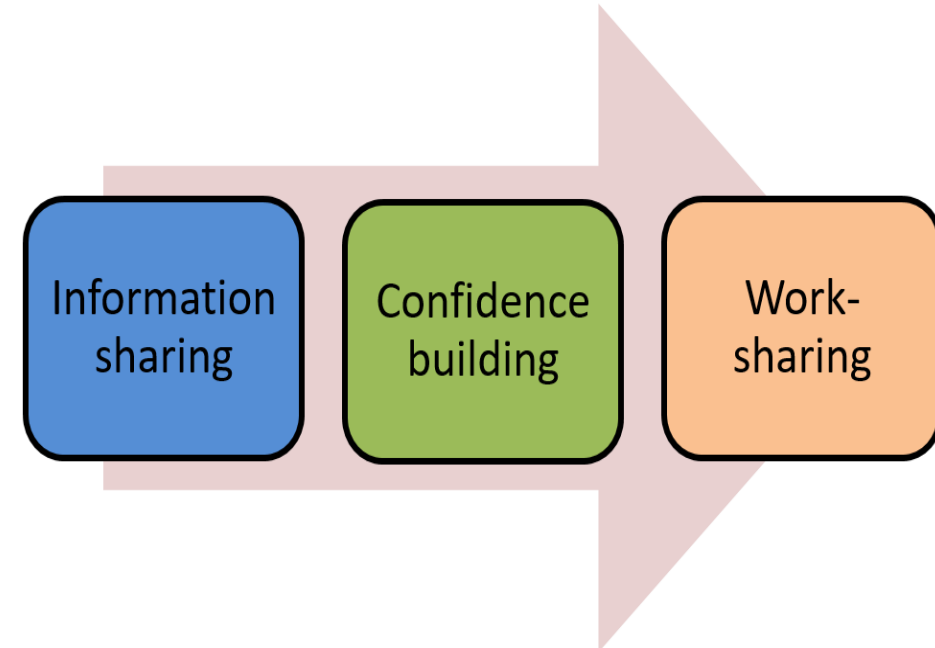 Information
sharing
Confidence
building
Work-
sharing